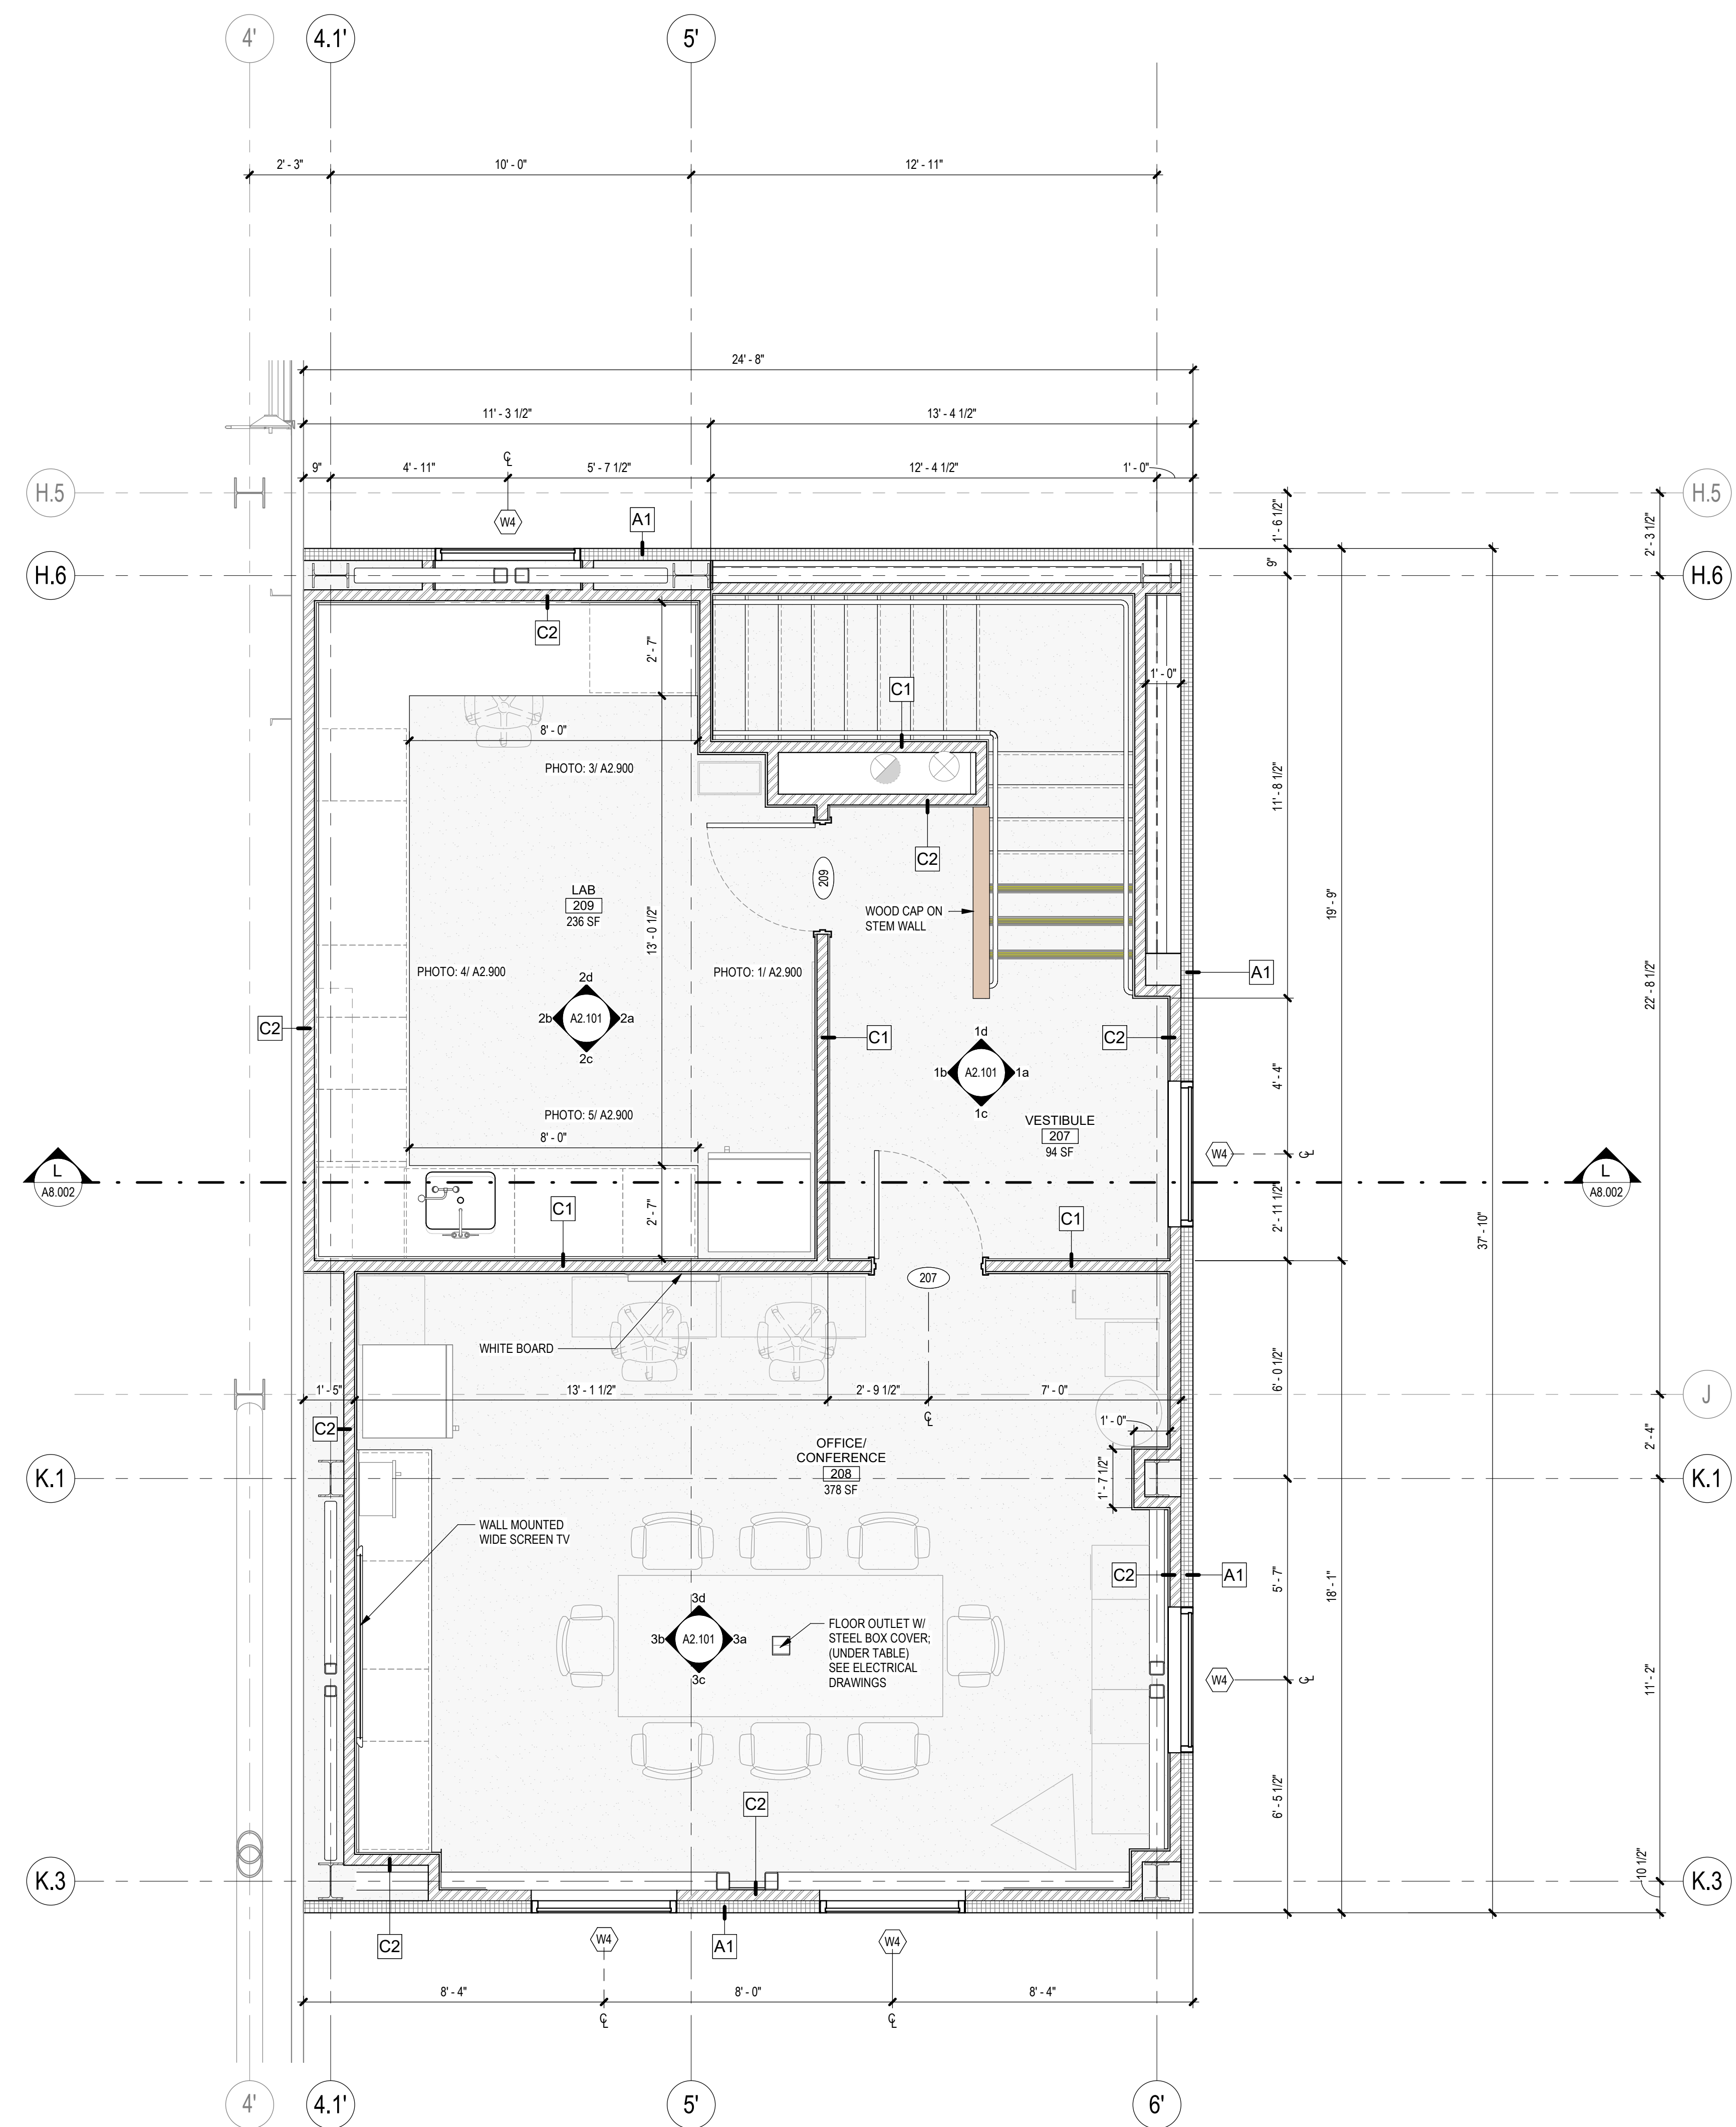 4'
4.1'
5'
2' - 3"
10' - 0"
12' - 11"
24' - 8"
11' - 3 1/2"
13' - 4 1/2"
9"
4' - 11"
5' - 7 1/2"
12' - 4 1/2"
1' - 0"
H.5
H.5
W4
A1
1' - 6 1/2"
2' - 3 1/2"
H.6
9"
H.6
C2
2' - 7"
C1
1' - 0"
8' - 0"
PHOTO: 3/ A2.900
11' - 8 1/2"
C2
209
LAB
209
236 SF
WOOD CAP ON
STEM WALL
19' - 9"
13' - 0 1/2"
PHOTO: 4/ A2.900
PHOTO: 1/ A2.900
A1
22' - 8 1/2"
2d
2b
A2.101
2a
2c
C2
C1
C2
1d
1b
A2.101
1a
1c
4' - 4"
PHOTO: 5/ A2.900
8' - 0"
VESTIBULE
207
94 SF
W4
L
A8.002
L
A8.002
2' - 7"
C1
C1
2' - 11 1/2"
37' - 10"
207
WHITE BOARD
6' - 0 1/2"
1' - 5"
13' - 1 1/2"
2' - 9 1/2"
7' - 0"
J
C2
1' - 0"
OFFICE/
CONFERENCE
208
378 SF
1' - 7 1/2"
2' - 4"
K.1
K.1
WALL MOUNTED
WIDE SCREEN TV
C2
A1
5' - 7"
18' - 1"
3d
3b
A2.101
3a
3c
FLOOR OUTLET W/
STEEL BOX COVER;
(UNDER TABLE)
SEE ELECTRICAL
DRAWINGS
W4
11' - 2"
C2
6' - 5 1/2"
K.3
10 1/2"
K.3
C2
W4
A1
W4
8' - 4"
8' - 0"
8' - 4"
4'
4.1'
5'
6'